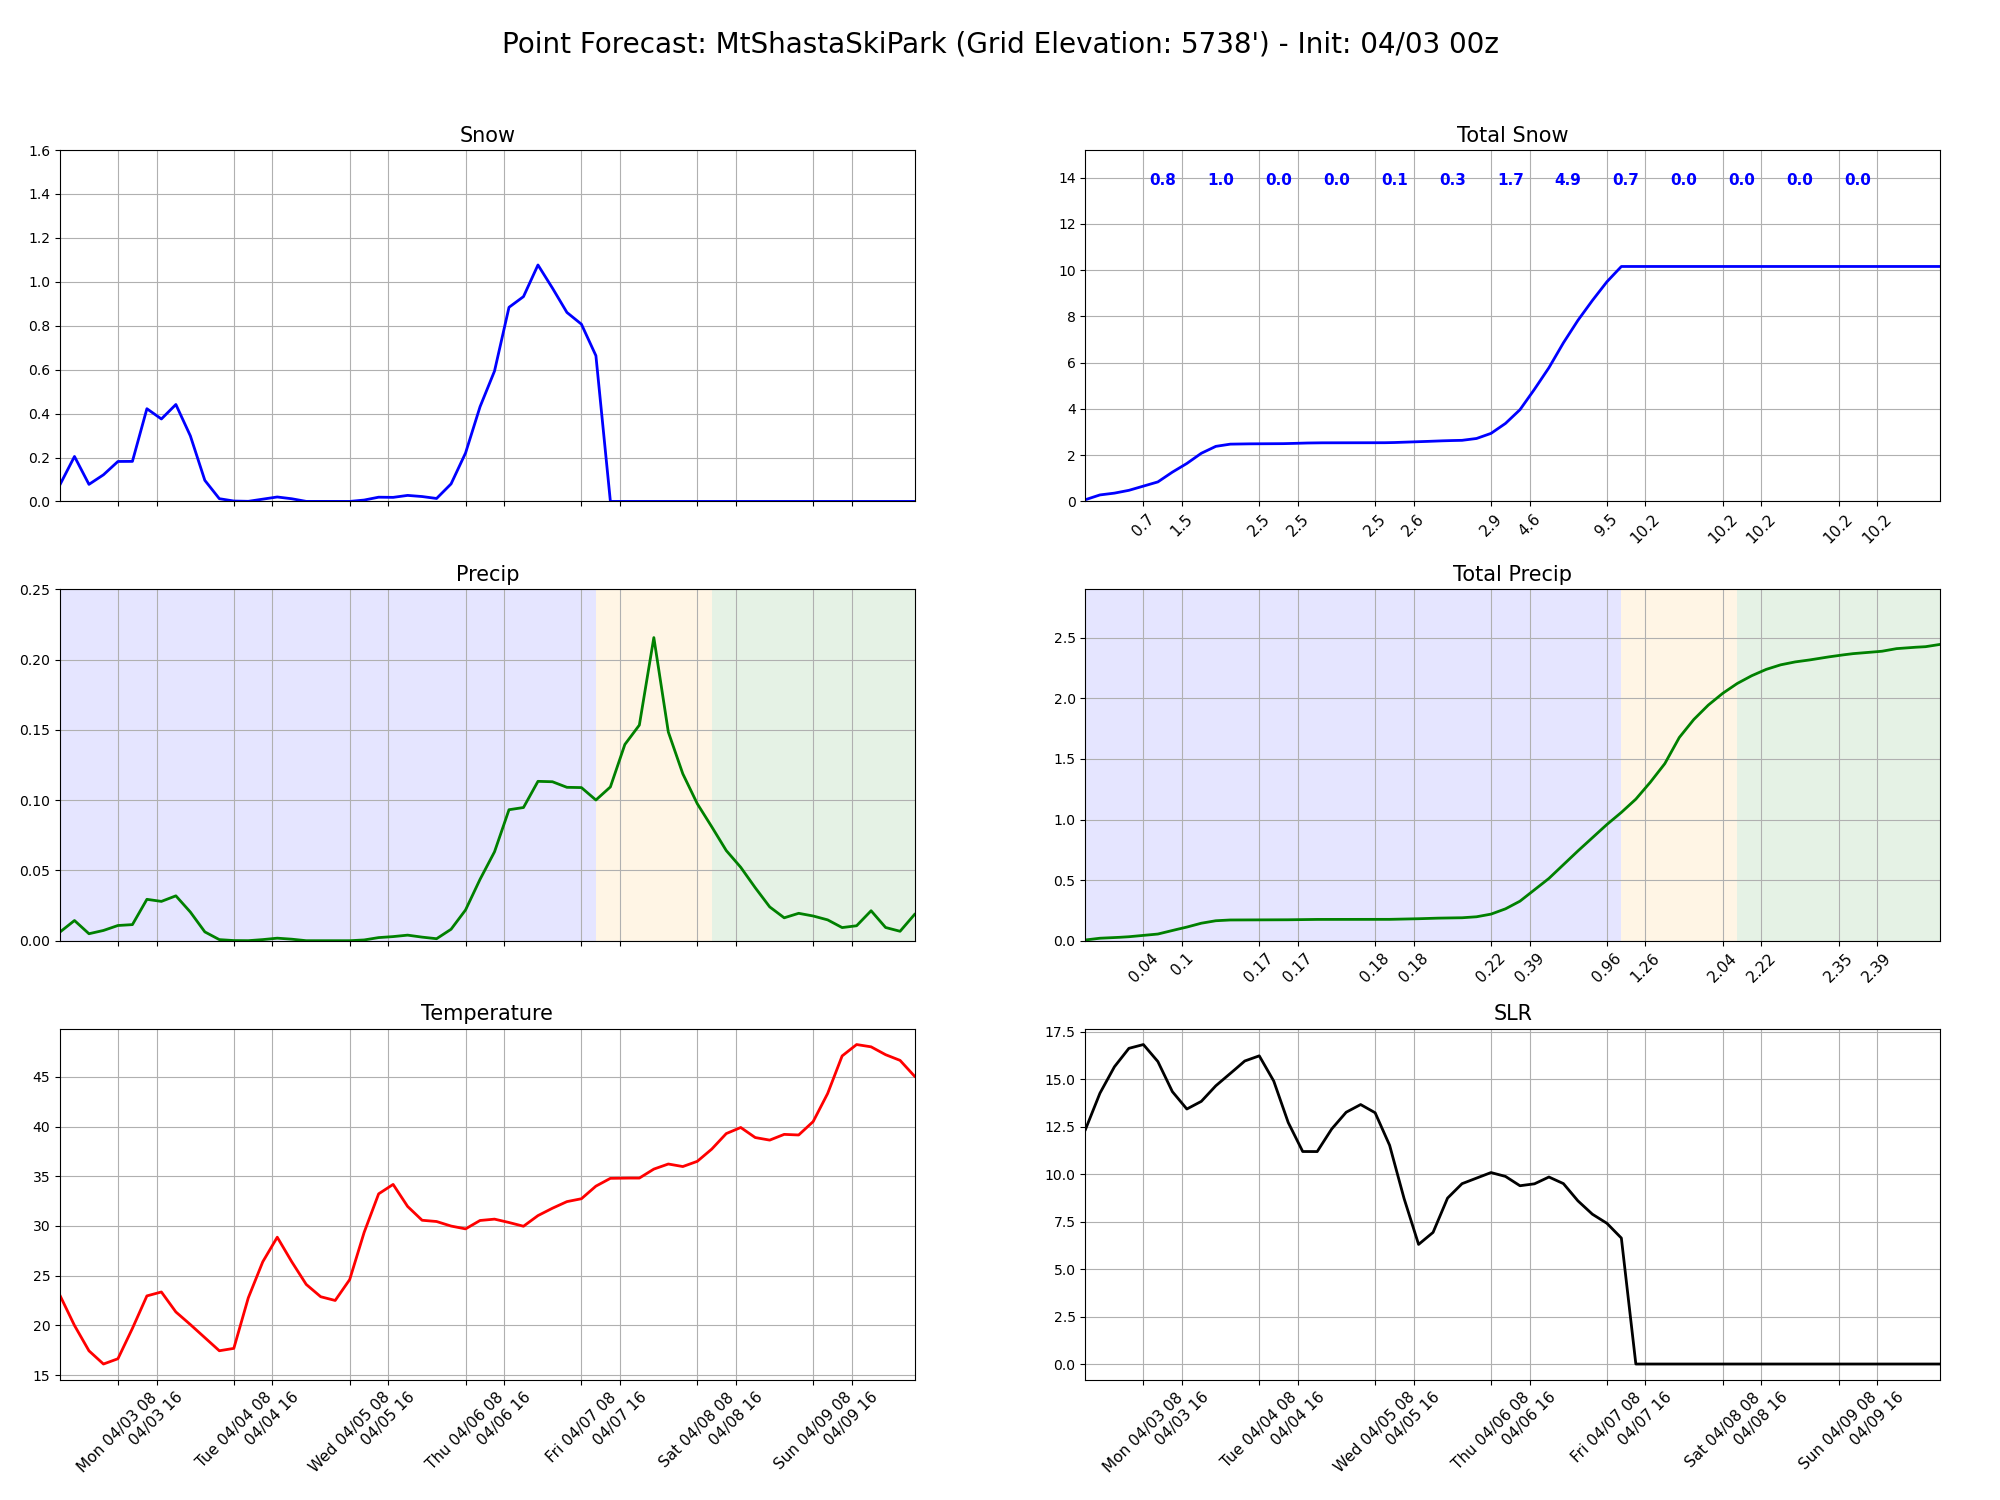 Point Forecast: MtShastaSkiPark (Grid Elevation: 5738') - Init: 04/03 00z
Snow
1.6
1.4
1.2
1.0
0.8
0.6
0.4
0.2
0.0
Total Snow
14
12
10
8
6
4
2
0
0.8 1.0 0.0 0.0 0.1 0.3 1.7 4.9 0.7 0.0 0.0 0.0 0.0
0.7 1.5 2.5 2.5 2.5 2.6 2.9 4.6 9.5 10.2 10.2 10.2 10.2 10.2
Precip
0.25
0.20
0.15
0.10
0.05
0.00
Total Precip
2.5
2.0
1.5
1.0
0.5
0.0
0.04 0.1 0.17 0.17 0.18 0.18 0.22 0.39 0.96 1.26 2.04 2.22 2.35 2.39
Temperature
45
40
35
30
25
20
15
Mon 04/03 08
04/03 16
Tue 04/04 08
04/04 16
Wed 04/05 08
04/05 16
Thu 04/06 08
04/06 16
Fri 04/07 08
04/07 16
Sat 04/08 08
04/08 16
Sun 04/09 08
04/09 16
SLR
17.5
15.0
12.5
10.0
7.5
5.0
2.5
0.0
Mon 04/03 08
04/03 16
Tue 04/04 08
04/04 16
Wed 04/05 08
04/05 16
Thu 04/06 08
04/06 16
Fri 04/07 08
04/07 16
Sat 04/08 08
04/08 16
Sun 04/09 08
04/09 16